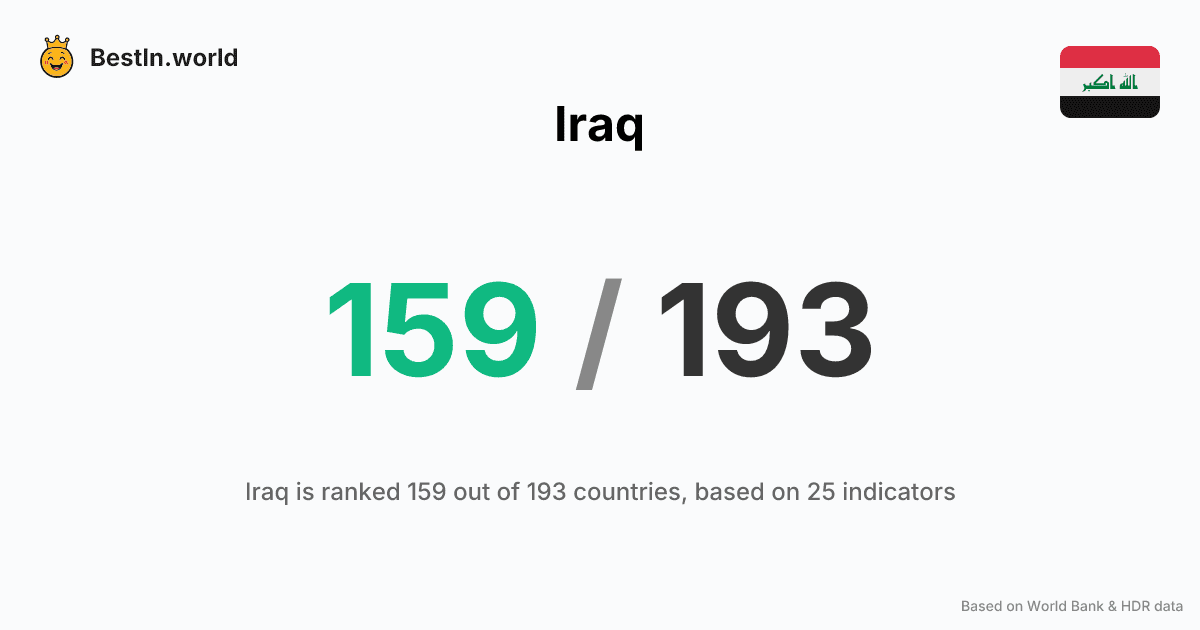 BestIn.world
الله اكبر
Iraq
159 / 193
Iraq is ranked 159 out of 193 countries, based on 25 indicators
Based on World Bank & HDR data